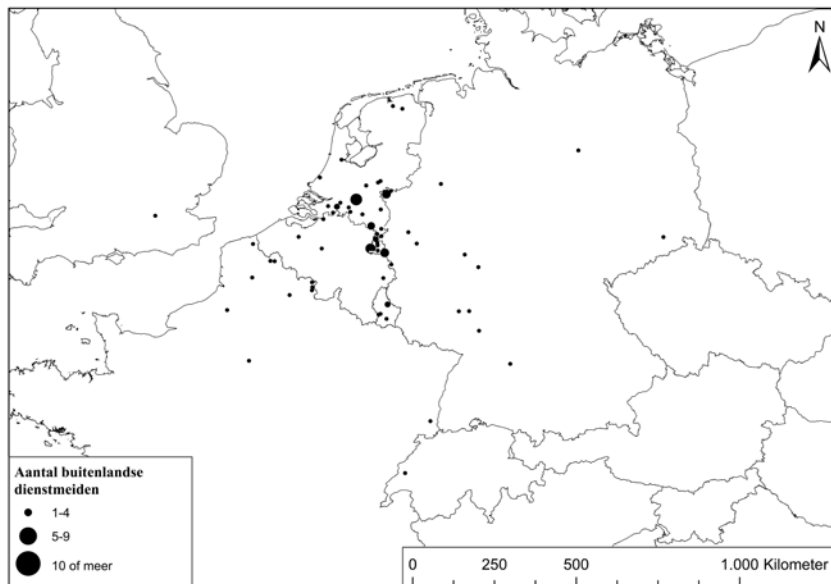 N
Aantal buitenlandse
dienstmeiden
1-4
5-9
10 of meer
0 250 500 1.000 Kilometer